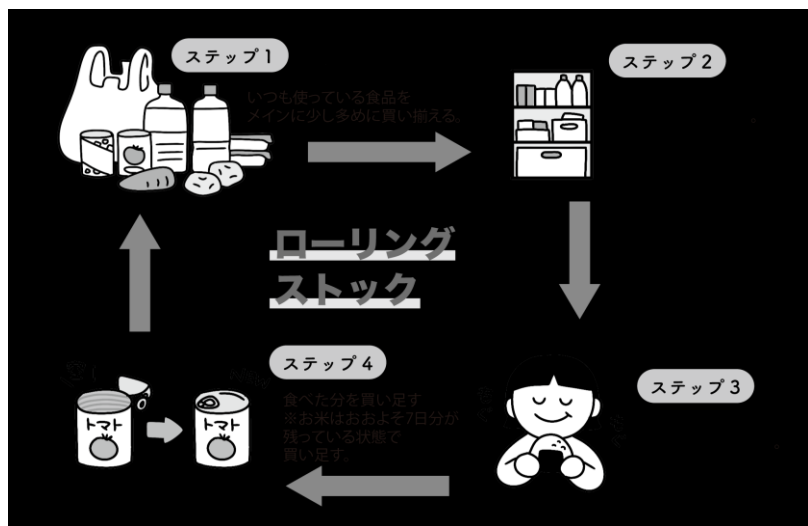 ステップ1
いつも使っている食品を
メインに少し多めに買い揃える。
ステップ2
ローリング
ストック
ステップ3
ステップ4
食べた分を買い足す
※お米はおおよそ7日分が
残っている状態で
買い足す。
トマト
トマト